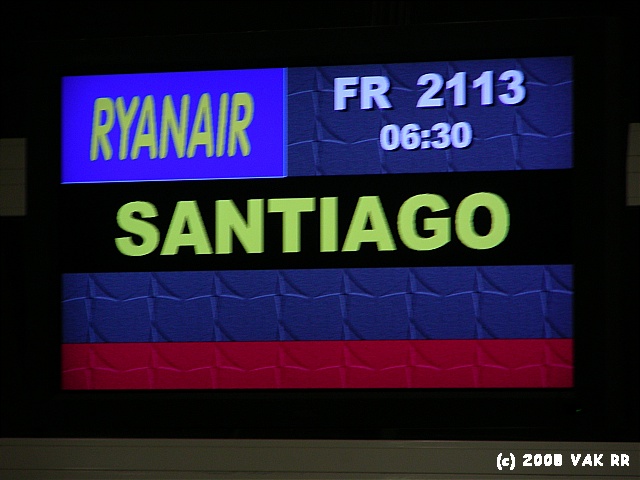 RYANAIR
FR 2113
06:30
SANTIAGO
(c) 2008 VAK RR